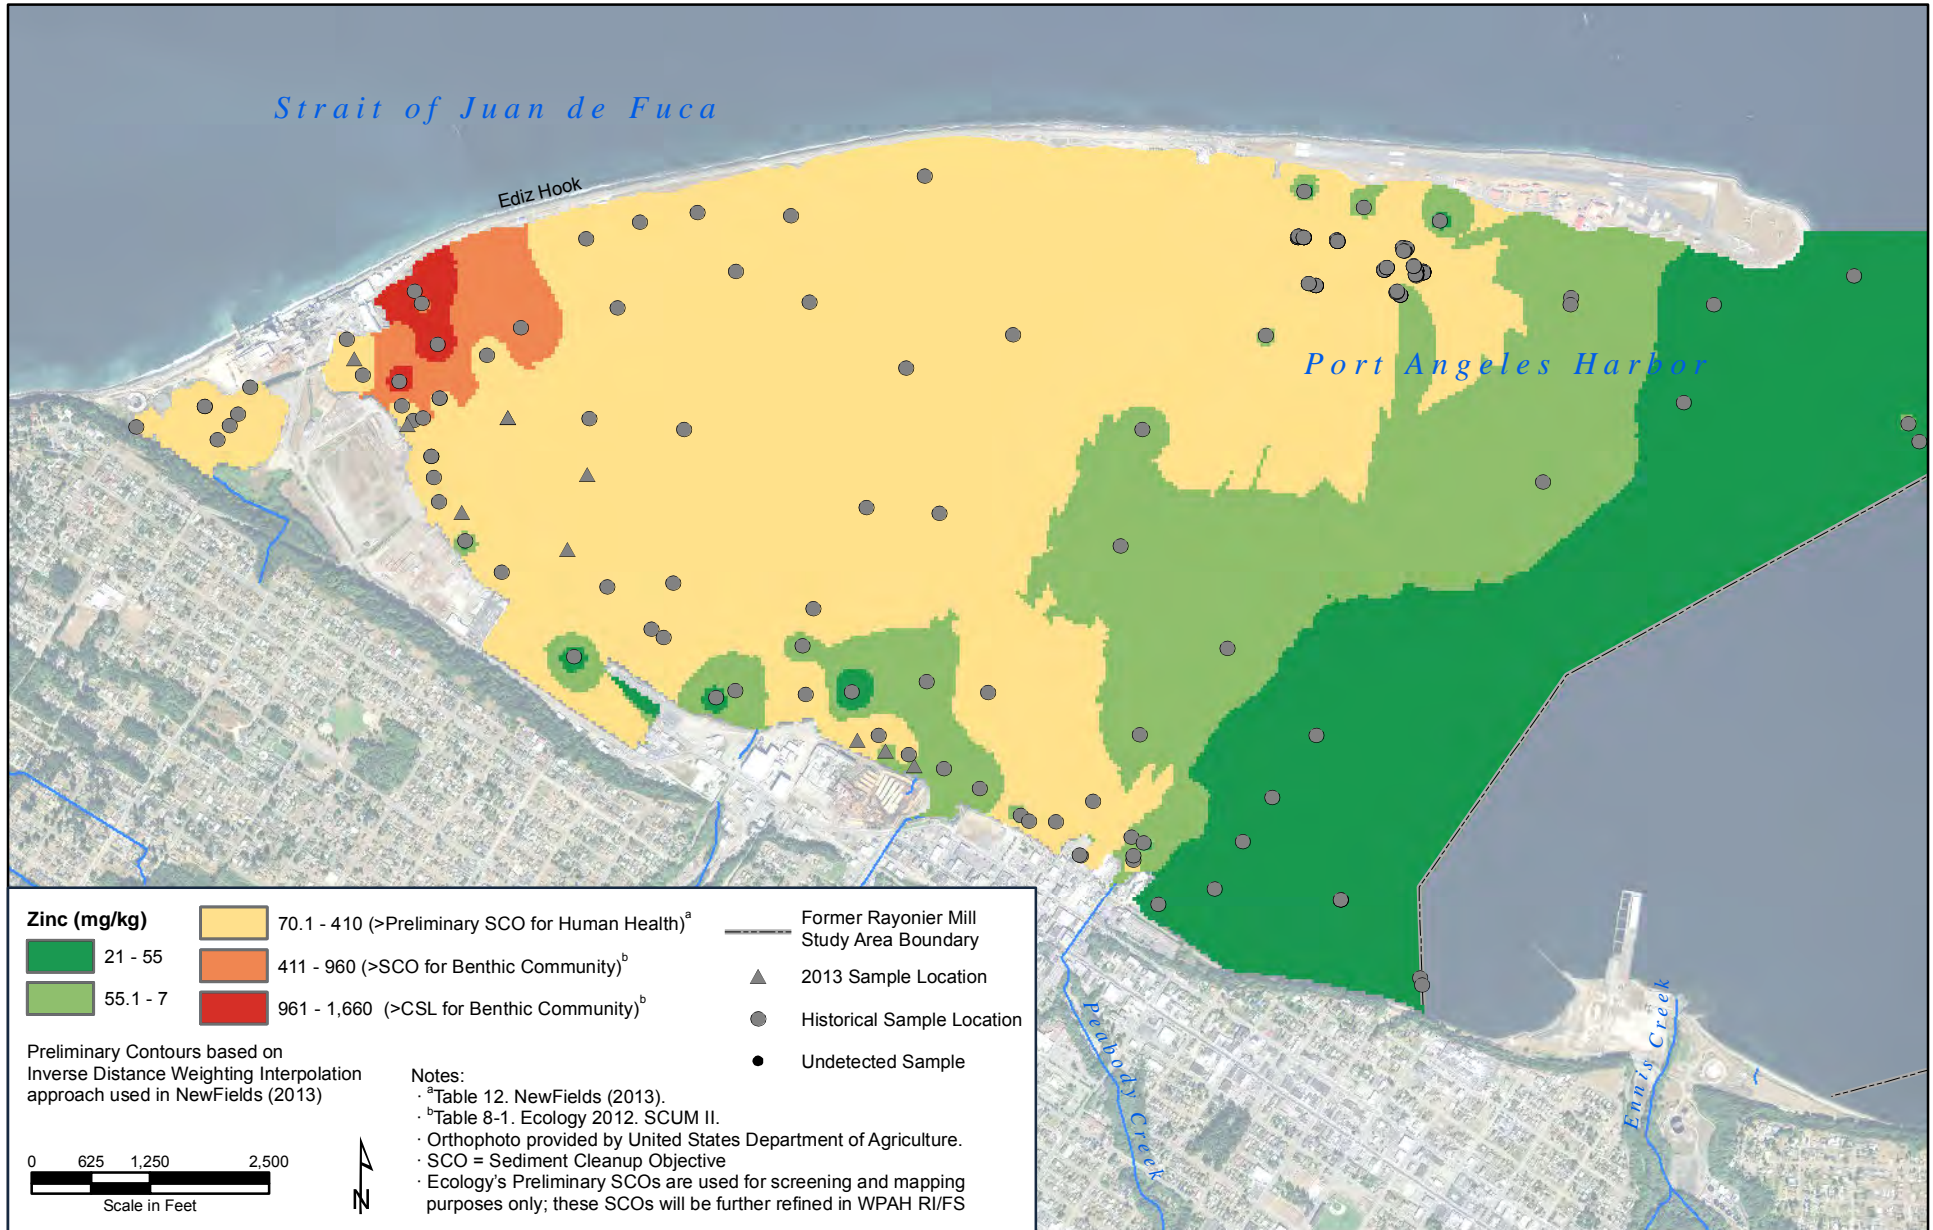 Strait of Juan de Fuca
Ediz Hook
Port Angeles Harbor
Peabody Creek
Ennis Creek
Zinc (mg/kg)
21 - 55
55.1 - 7
70.1 - 410 (>Preliminary SCO for Human Health)a
411 - 960 (>SCO for Benthic Community)b
961 - 1,660 (>CSL for Benthic Community)b
Former Rayonier Mill
Study Area Boundary
2013 Sample Location
Historical Sample Location
Undetected Sample
Preliminary Contours based on
Inverse Distance Weighting Interpolation
approach used in NewFields (2013)
0 625 1,250 2,500
Scale in Feet
N
Notes:
· aTable 12. NewFields (2013).
· bTable 8-1. Ecology 2012. SCUM II.
· Orthophoto provided by United States Department of Agriculture.
· SCO = Sediment Cleanup Objective
· Ecology's Preliminary SCOs are used for screening and mapping
purposes only; these SCOs will be further refined in WPAH RI/FS